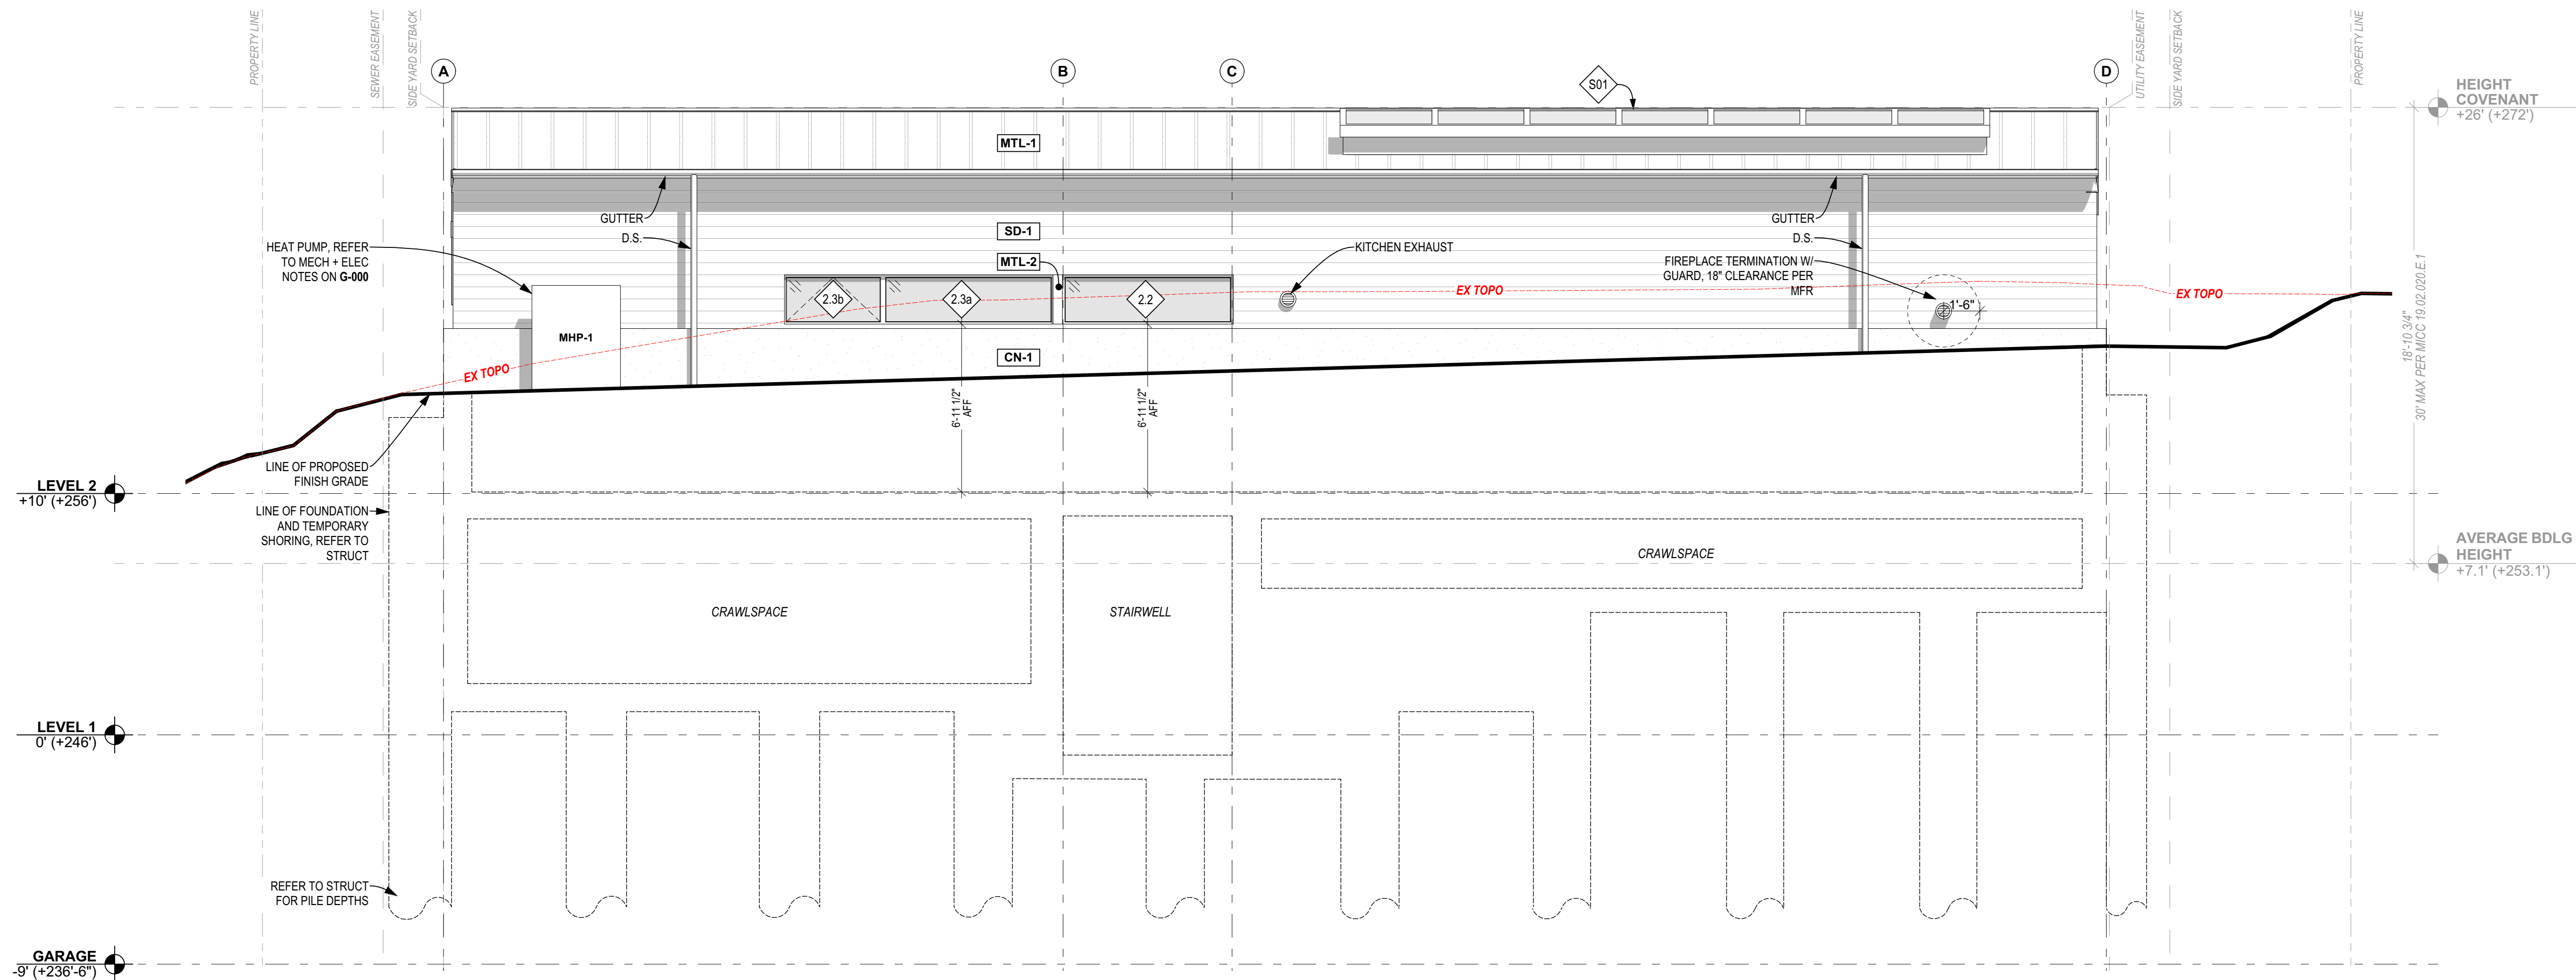 PROPERTY LINE
SEWER EASEMENT
SIDE YARD SETBACK
A
B
C
D
UTILITY EASEMENT
SIDE YARD SETBACK
PROPERTY LINE
S01
HEIGHT
COVENANT
+26' (+272')
MTL-1
GUTTER
D.S.
SD-1
MTL-2
KITCHEN EXHAUST
GUTTER
D.S.
HEAT PUMP, REFER
TO MECH + ELEC
NOTES ON G-000
FIREPLACE TERMINATION W/
GUARD, 18" CLEARANCE PER
MFR
2.3b
2.3a
2.2
EX TOPO
EX TOPO
1'-6"
MHP-1
CN-1
EX TOPO
18'-10 3/4"
30' MAX PER MICC 19.02.020.E.1
6'-11 1/2"
AFF
6'-11 1/2"
AFF
LINE OF PROPOSED
FINISH GRADE
LEVEL 2
+10' (+256')
LINE OF FOUNDATION
AND TEMPORARY
SHORING, REFER TO
STRUCT
CRAWLSPACE
AVERAGE BDLG
HEIGHT
+7.1' (+253.1')
CRAWLSPACE
STAIRWELL
LEVEL 1
0' (+246')
REFER TO STRUCT
FOR PILE DEPTHS
GARAGE
-9' (+236'-6")